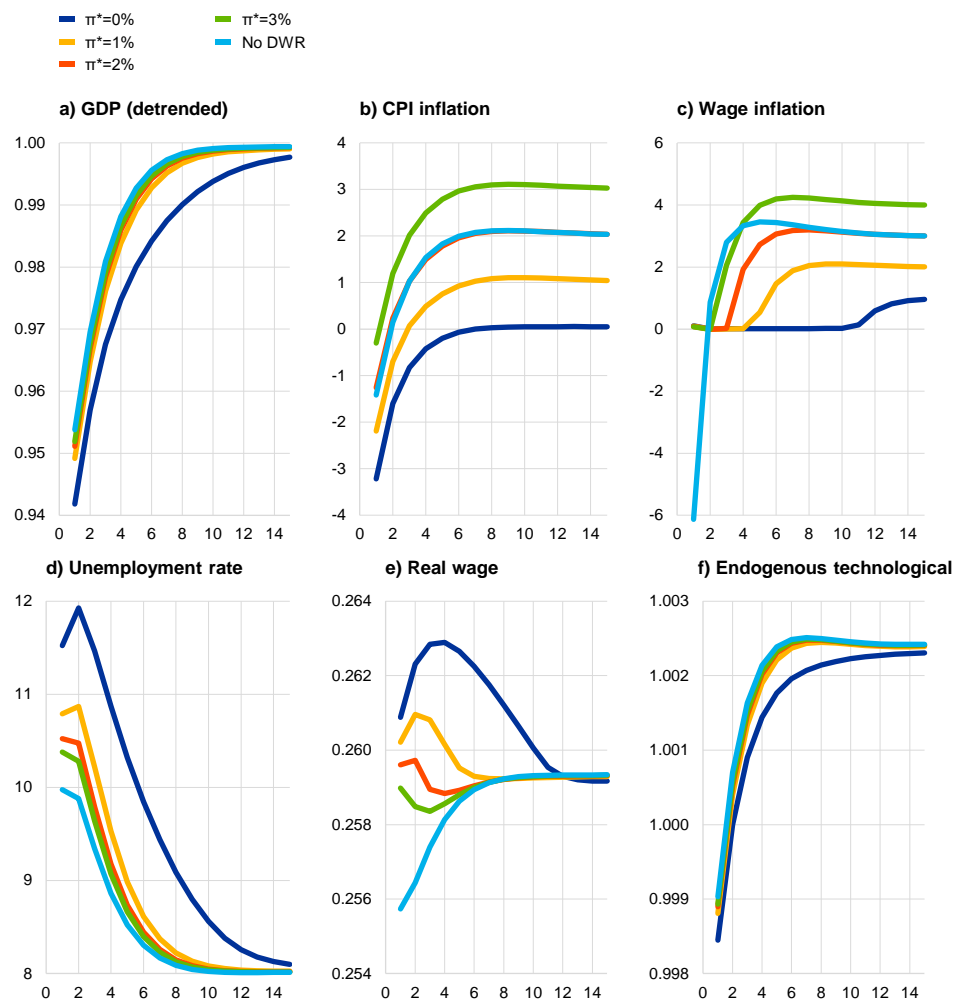 π*=0%
π*=3%
π*=1%
No DWR
π*=2%
a) GDP (detrended)
b) CPI inflation
c) Wage inflation
1.00
0.99
0.98
0.97
0.96
0.95
0.94
0 2 4 6 8 10 12 14
4
3
2
1
0
-1
-2
-3
-4
0 2 4 6 8 10 12 14
6
4
2
0
-2
-4
-6
0 2 4 6 8 10 12 14
d) Unemployment rate
e) Real wage
f) Endogenous technological
12
11
10
9
8
0 2 4 6 8 10 12 14
0.264
0.262
0.260
0.258
0.256
0.254
0 2 4 6 8 10 12 14
1.003
1.002
1.001
1.000
0.999
0.998
0 2 4 6 8 10 12 14